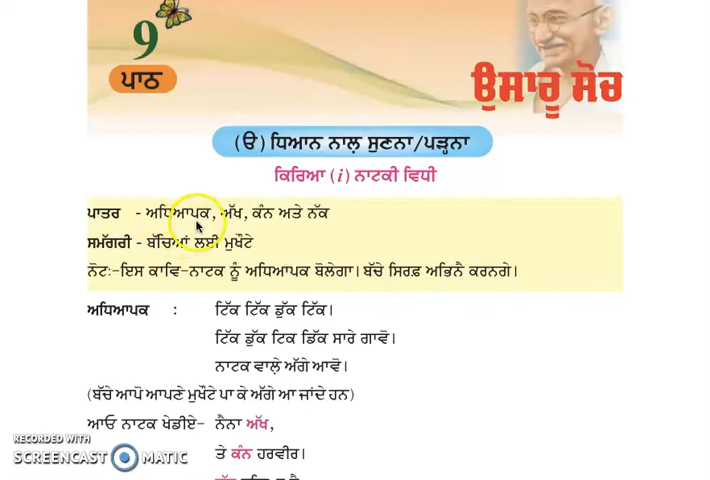 9
ਪਾਠ
ਉਸਾਰੂ ਸੋਚ
(ੳ) ਧਿਆਨ ਨਾਲ਼ ਸੁਣਨਾ/ਪੜ੍ਹਨਾ
ਕਿਰਿਆ (i) ਨਾਟਕੀ ਵਿਧੀ
ਪਾਤਰ - ਅਧਿਆਪਕ, ਅੱਖ, ਕੰਨ ਅਤੇ ਨੱਕ
ਸਮੱਗਰੀ - ਬੱਚਿਆਂ ਲਈ ਮੁਖੌਟੇ
ਨੋਟ:-ਇਸ ਕਾਵਿ-ਨਾਟਕ ਨੂੰ ਅਧਿਆਪਕ ਬੋਲੇਗਾ। ਬੱਚੇ ਸਿਰਫ਼ ਅਭਿਨੈ ਕਰਨਗੇ।
ਅਧਿਆਪਕ : ਟਿੱਕ ਟਿੱਕ ਡੁੱਕ ਟਿੱਕ।
ਟਿੱਕ ਡੁੱਕ ਟਿਕ ਡਿੱਕ ਸਾਰੇ ਗਾਵੋ।
ਨਾਟਕ ਵਾਲ਼ੇ ਅੱਗੇ ਆਵੋ।
(ਬੱਚੇ ਆਪੋ ਆਪਣੇ ਮੁਖੌਟੇ ਪਾ ਕੇ ਅੱਗੇ ਆ ਜਾਂਦੇ ਹਨ)
ਆਓ ਨਾਟਕ ਖੇਡੀਏ- ਨੈਨਾ ਅੱਖ,
ਤੇ ਕੰਨ ਹਰਵੀਰ।
RECORDED WITH
SCREENCAST MATIC